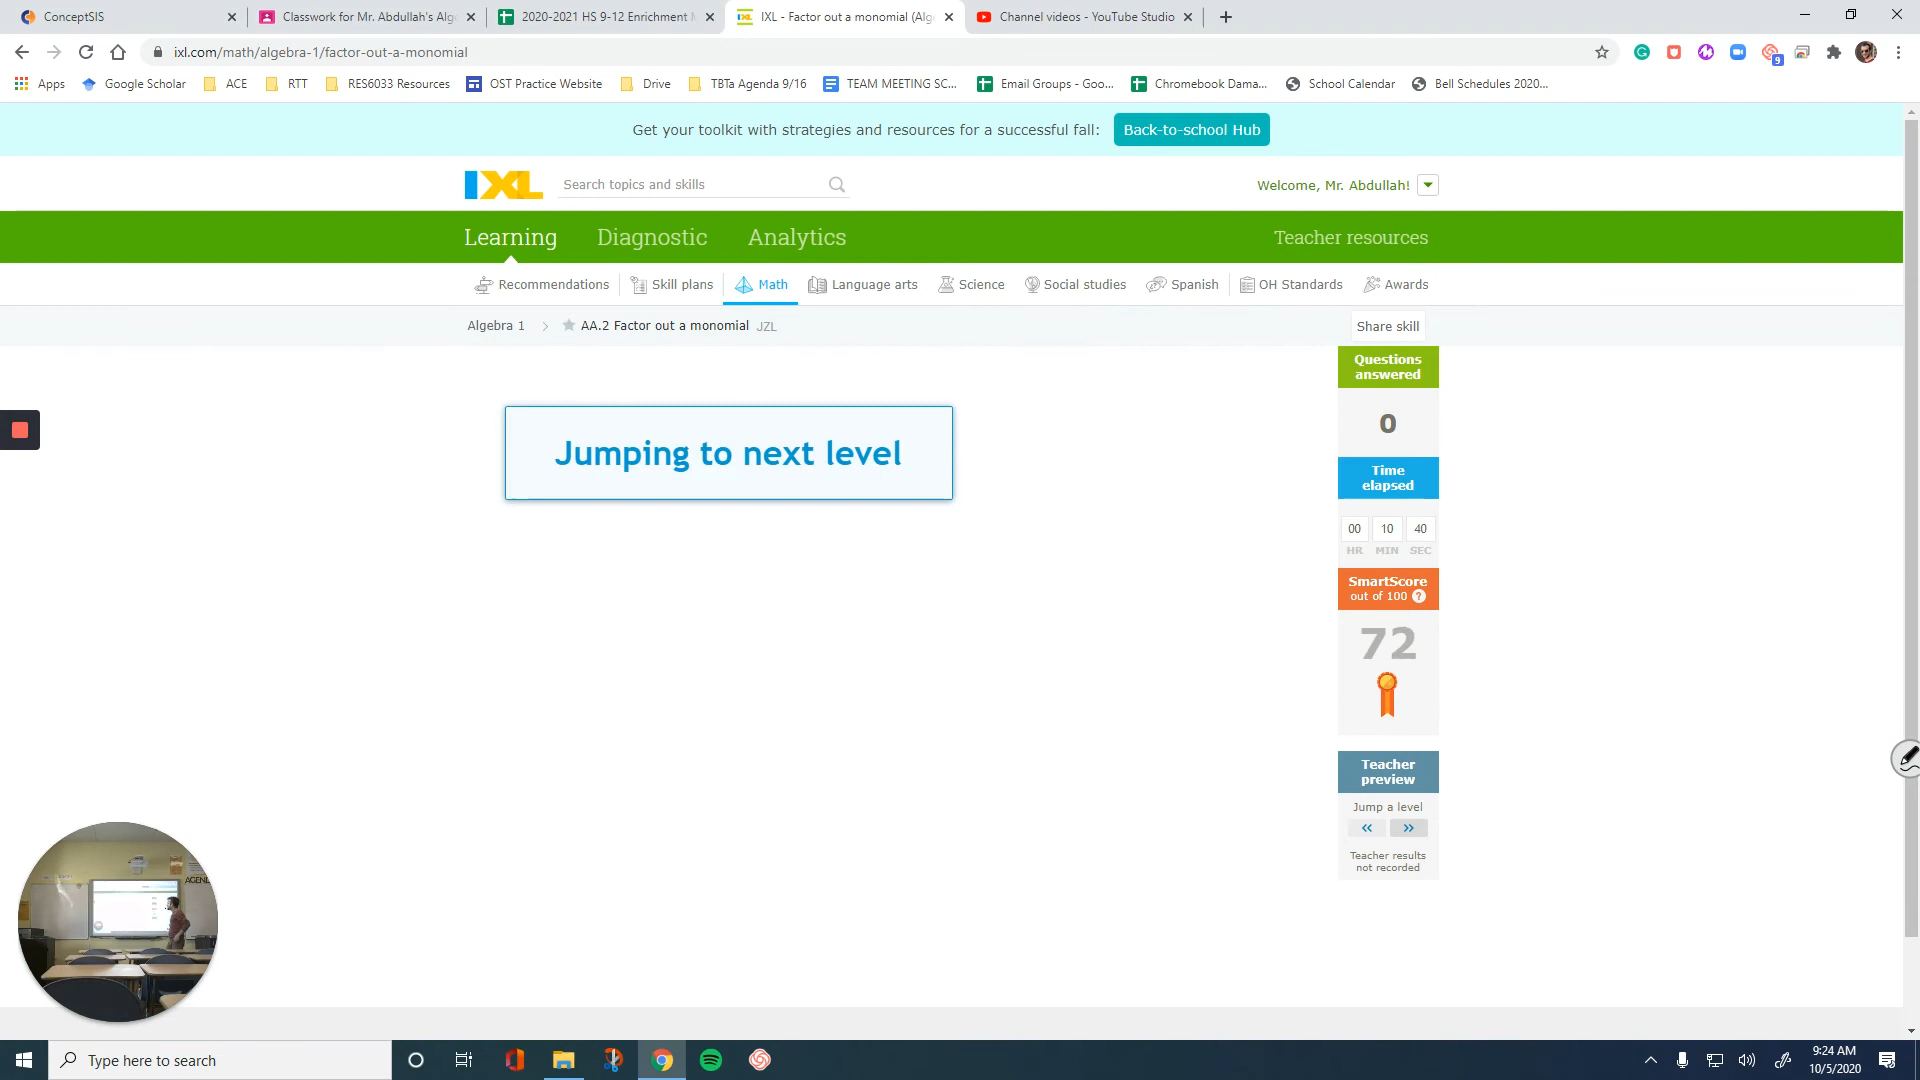 ConceptSIS
Classwork for Mr. Abdullah's Alg
2020-2021 HS 9-12 Enrichment
IXL - Factor out a monomial (Alg
Channel videos - YouTube Studio
ixl.com/math/algebra-1/factor-out-a-monomial
9
Apps
Google Scholar
ACE
RTT
RES6033 Resources
OST Practice Website
Drive
TBTa Agenda 9/16
TEAM MEETING SC...
Email Groups - Goo...
Chromebook Dama...
School Calendar
Bell Schedules 2020...
Get your toolkit with strategies and resources for a successful fall:
Back-to-school Hub
IXL
Search topics and skills
Welcome, Mr. Abdullah!
Learning
Diagnostic
Analytics
Teacher resources
Recommendations
Skill plans
Math
Language arts
Science
Social studies
Spanish
OH Standards
Awards
Algebra 1
AA.2 Factor out a monomial JZL
Share skill
Questions
answered
0
Jumping to next level
Time
elapsed
00 10 40
HR MIN SEC
SmartScore
out of 100 ?
72
Teacher
preview
Jump a level
Teacher results
not recorded
AGEN
Type here to search
9:24 AM
10/5/2020